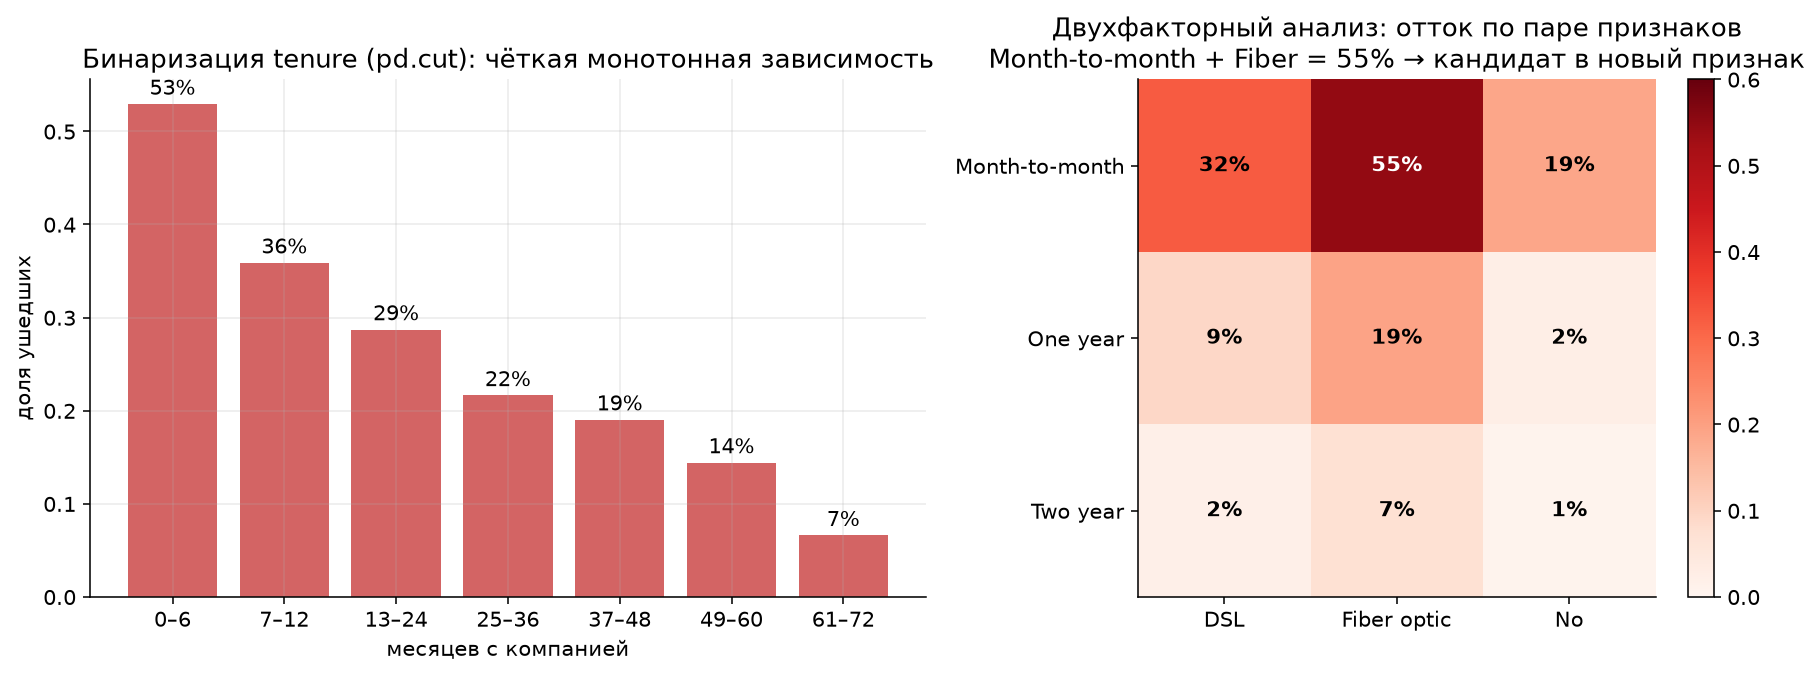 Бинаризация tenure (pd.cut): чёткая монотонная зависимость
53%
36%
29%
22%
19%
14%
7%
0.5
0.4
0.3
0.2
0.1
0.0
доля ушедших
0–6 7–12 13–24 25–36 37–48 49–60 61–72
месяцев с компанией
Двухфакторный анализ: отток по паре признаков
Month-to-month + Fiber = 55% → кандидат в новый признак
Month-to-month 32% 55% 19%
One year 9% 19% 2%
Two year 2% 7% 1%
DSL Fiber optic No
0.6
0.5
0.4
0.3
0.2
0.1
0.0